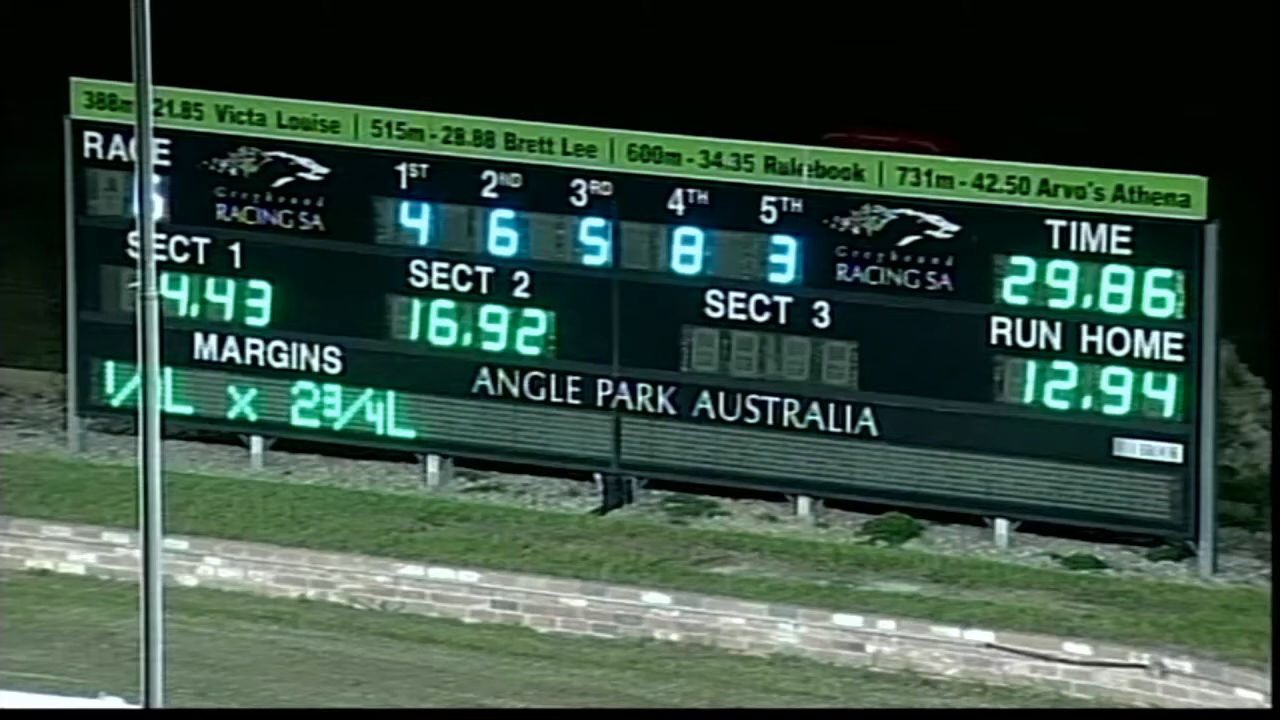 388m - 21.85 Victa Louise | 515m - 28.88 Brett Lee | 600m - 34.35 Rulebook | 731m - 42.50 Arvo's Athena
RACE
Greyhound
RACING SA
1ST 2ND 3RD 4TH 5TH
4 6 5 8 3
Greyhound
RACING SA
TIME
29.86
SECT 1
4.43
SECT 2
16.92
SECT 3
RUN HOME
12.94
MARGINS
L x 2 3/4L
ANGLE PARK AUSTRALIA